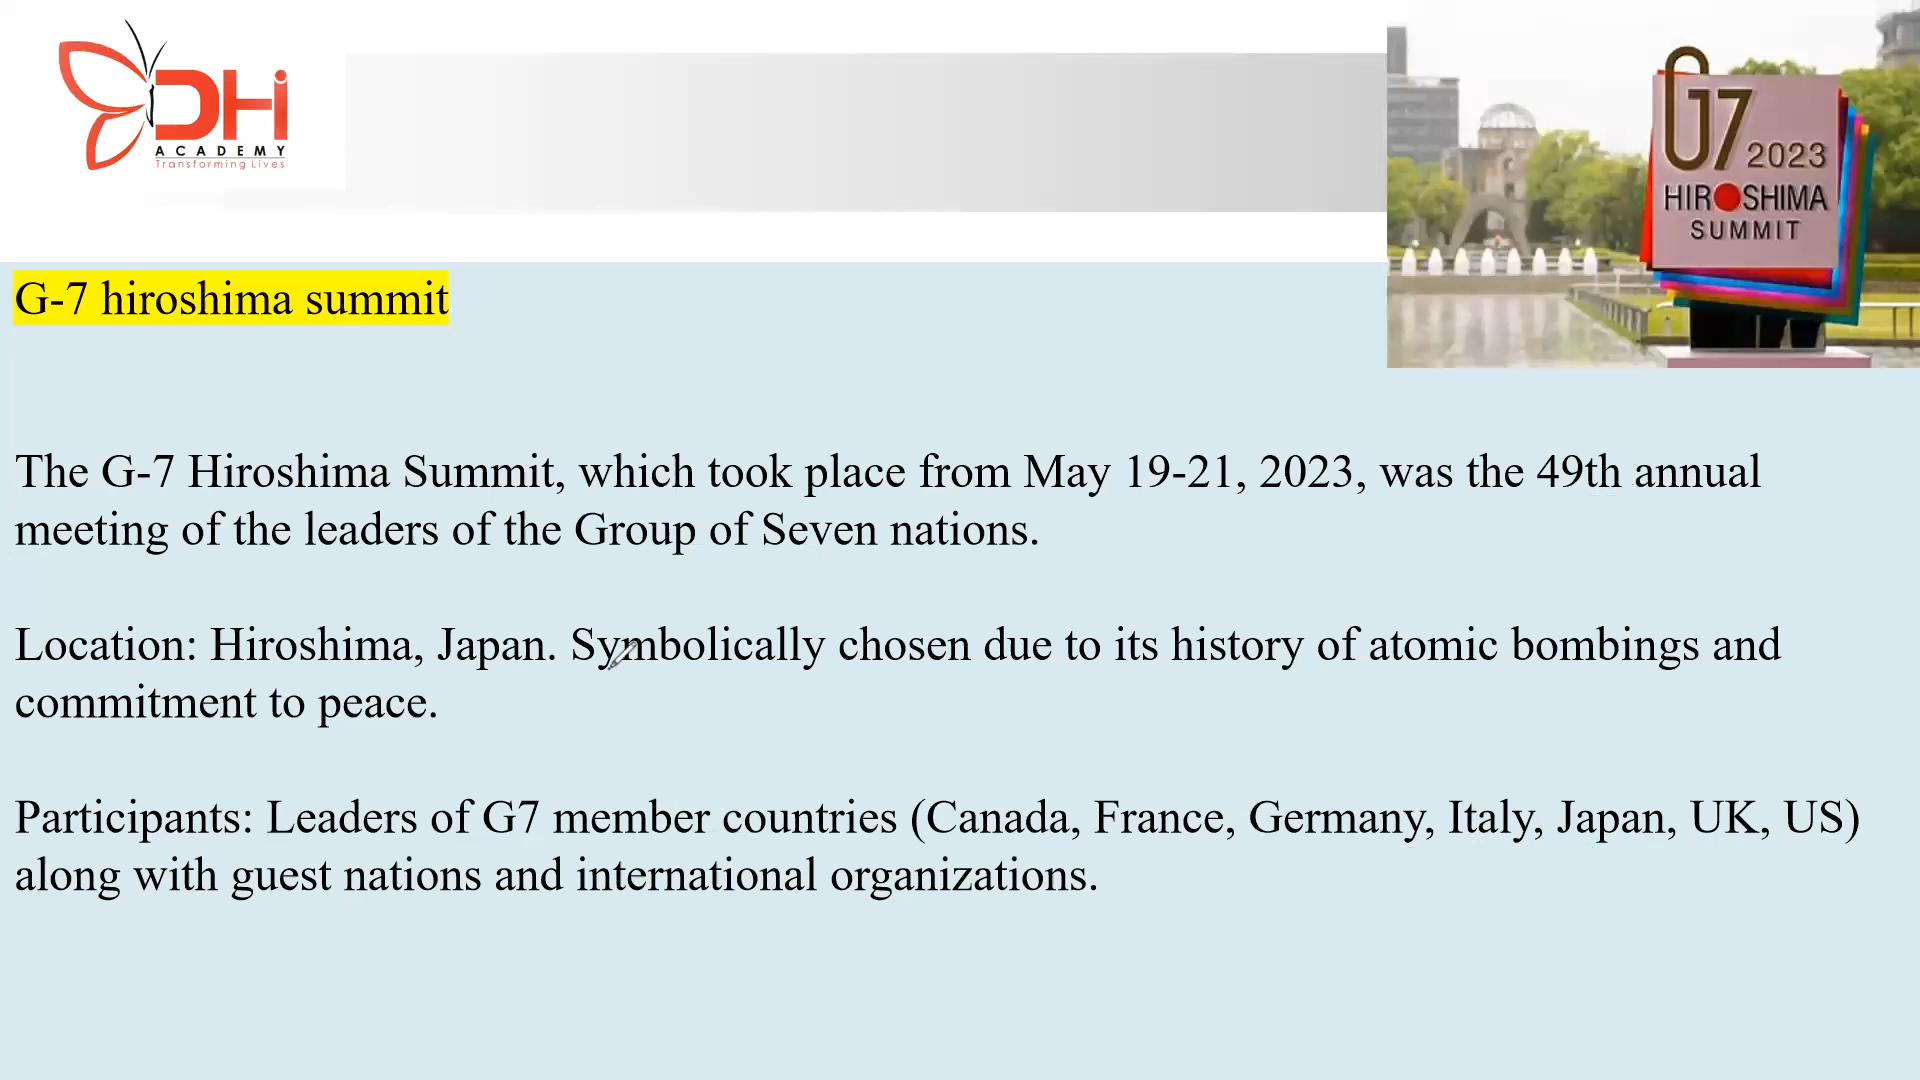 DHi
ACADEMY
Transforming Lives
G7 2023
HIROSHIMA
SUMMIT
G-7 hiroshima summit
The G-7 Hiroshima Summit, which took place from May 19-21, 2023, was the 49th annual
meeting of the leaders of the Group of Seven nations.
Location: Hiroshima, Japan. Symbolically chosen due to its history of atomic bombings and
commitment to peace.
Participants: Leaders of G7 member countries (Canada, France, Germany, Italy, Japan, UK, US)
along with guest nations and international organizations.